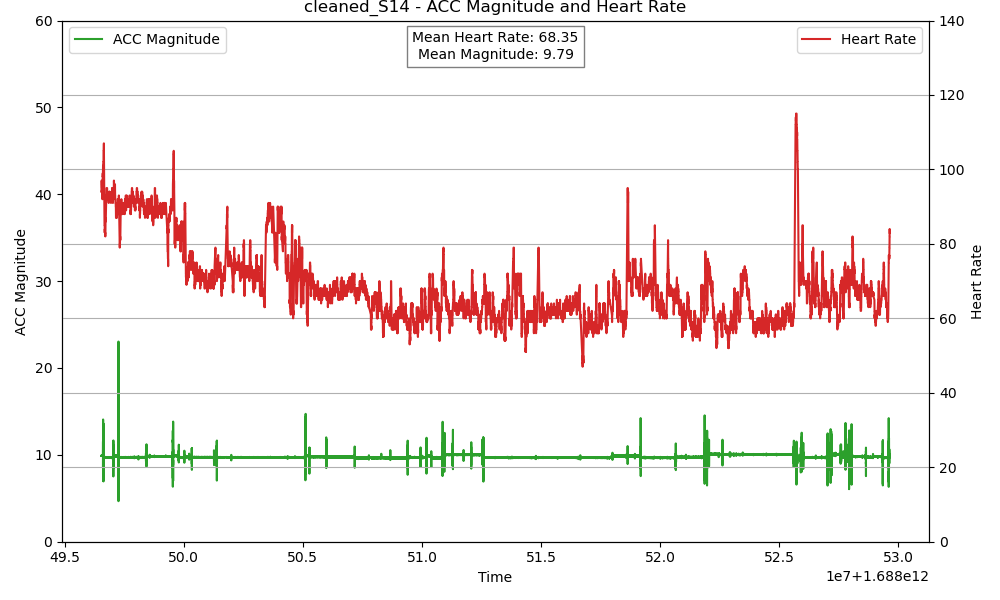 cleaned_S14 - ACC Magnitude and Heart Rate
ACC Magnitude
Mean Heart Rate: 68.35
Mean Magnitude: 9.79
Heart Rate
60
50
40
30
20
10
0
ACC Magnitude
140
120
100
80
60
40
20
0
Heart Rate
49.5 50.0 50.5 51.0 51.5 52.0 52.5 53.0
Time
1e7+1.688e12